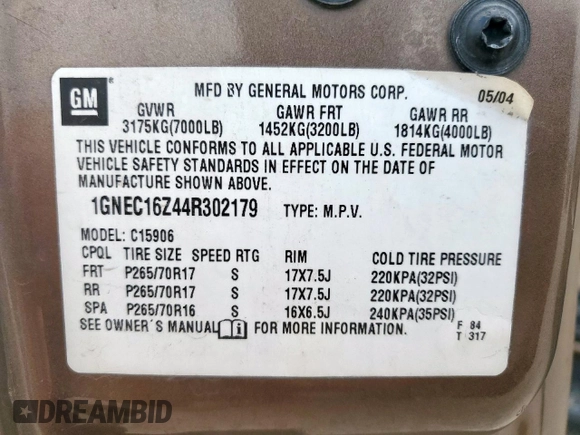 GM
MFD BY GENERAL MOTORS CORP. 05/04
GVWR GAWR FRT GAWR RR
3175KG(7000LB) 1452KG(3200LB) 1814KG(4000LB)
THIS VEHICLE CONFORMS TO ALL APPLICABLE U.S. FEDERAL MOTOR
VEHICLE SAFETY STANDARDS IN EFFECT ON THE DATE OF
MANUFACTURE SHOWN ABOVE.
1GNEC16Z44R302179 TYPE: M.P.V.
MODEL: C15906
CPQL TIRE SIZE SPEED RTG RIM COLD TIRE PRESSURE
FRT P265/70R17 S 17X7.5J 220KPA(32PSI)
RR P265/70R17 S 17X7.5J 220KPA(32PSI)
SPA P265/70R16 S 16X6.5J 240KPA(35PSI)
SEE OWNER´S MANUAL i FOR MORE INFORMATION. F 84
T 317
DREAMBID